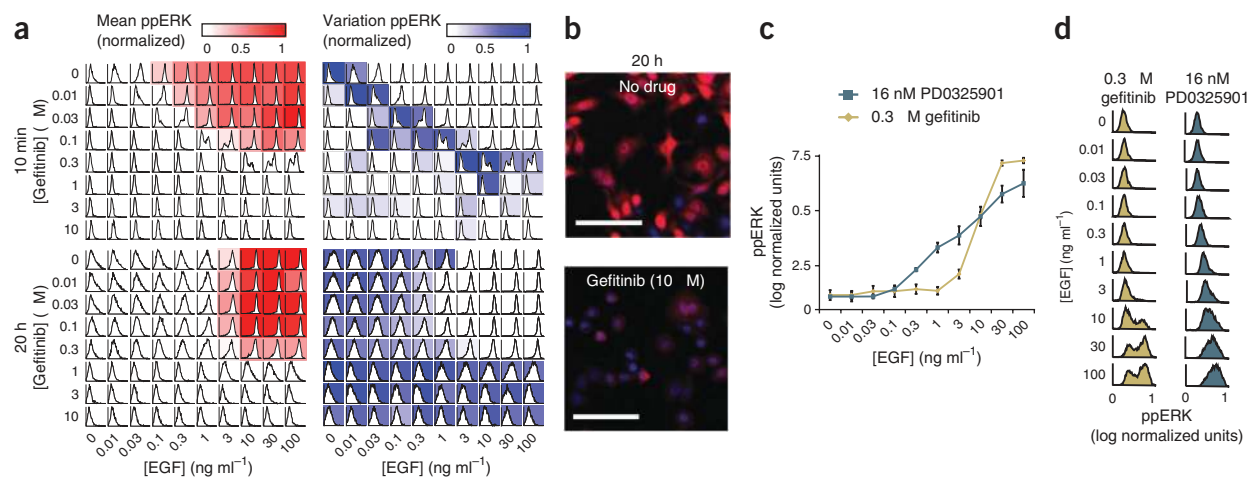 a
Mean ppERK
(normalized)
0 0.5 1
Variation ppERK
(normalized)
0 0.5 1
10 min
[Gefitinib] ( M)
0
0.01
0.03
0.1
0.3
1
3
10
20 h
[Gefitinib] ( M)
0
0.01
0.03
0.1
0.3
1
3
10
0 0.01 0.03 0.1 0.3 1 3 10 30 100
[EGF] (ng ml⁻¹)
0 0.01 0.03 0.1 0.3 1 3 10 30 100
[EGF] (ng ml⁻¹)
b
20 h
No drug
Gefitinib (10 M)
c
16 nM PD0325901
0.3 M gefitinib
ppERK
(log normalized units)
7.5
5.5
2.5
0
0 0.01 0.03 0.1 0.3 1 3 10 30 100
[EGF] (ng ml⁻¹)
d
0.3 M
gefitinib
16 nM
PD0325901
[EGF] (ng ml⁻¹)
0
0.01
0.03
0.1
0.3
1
3
10
30
100
0 1 0 1
ppERK
(log normalized units)